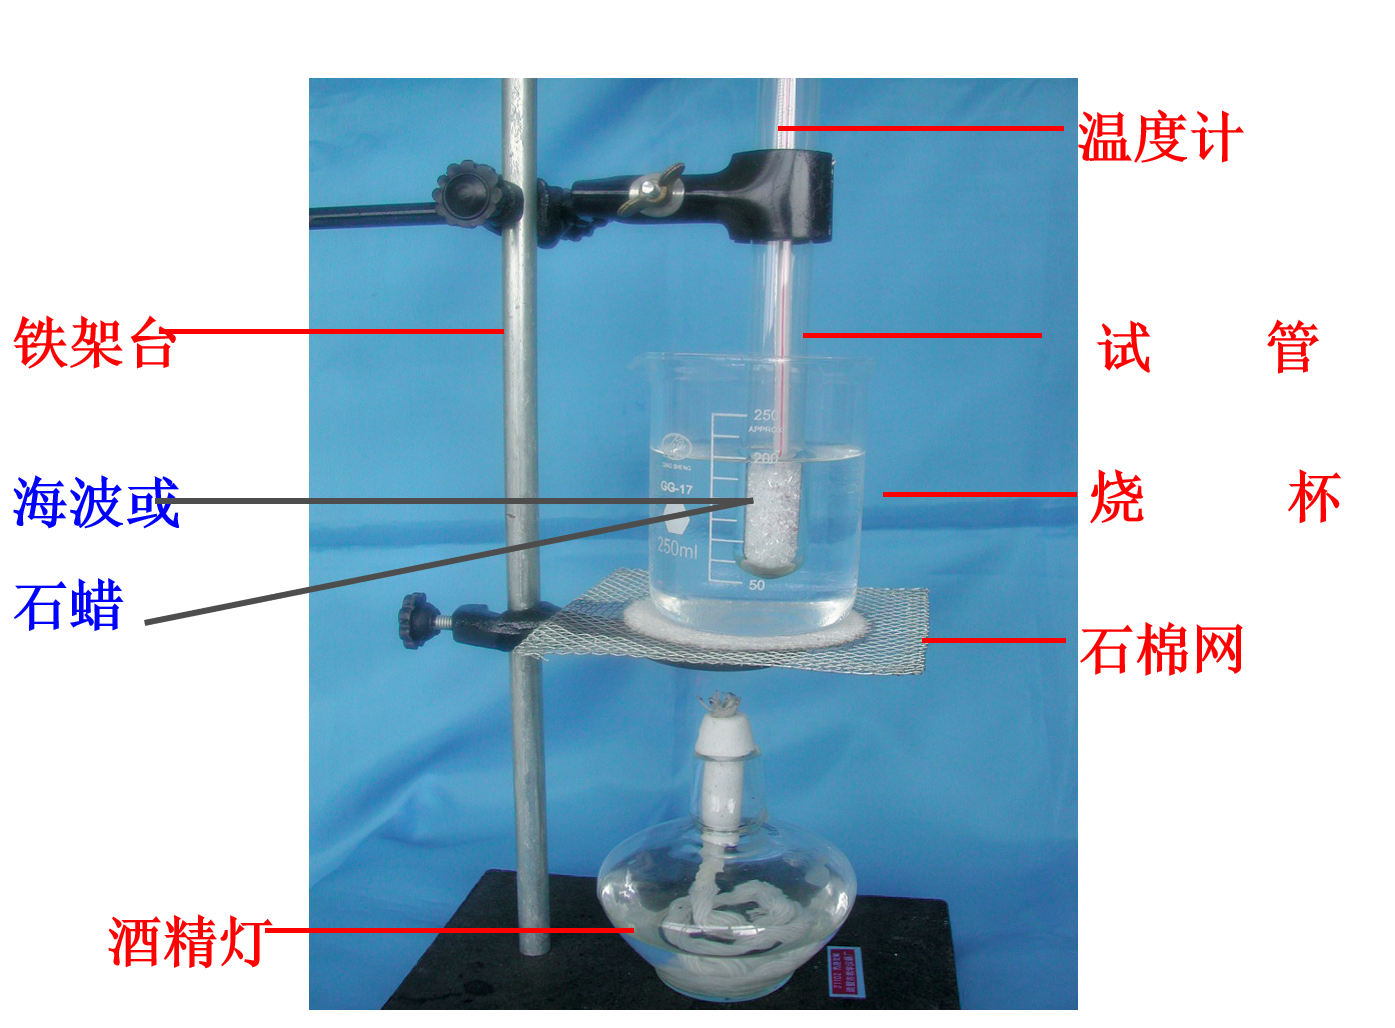 温度计
铁架台
试 管
250
APPROX
200
GG-17
250ml
50
海波或
烧 杯
石蜡
石棉网
酒精灯